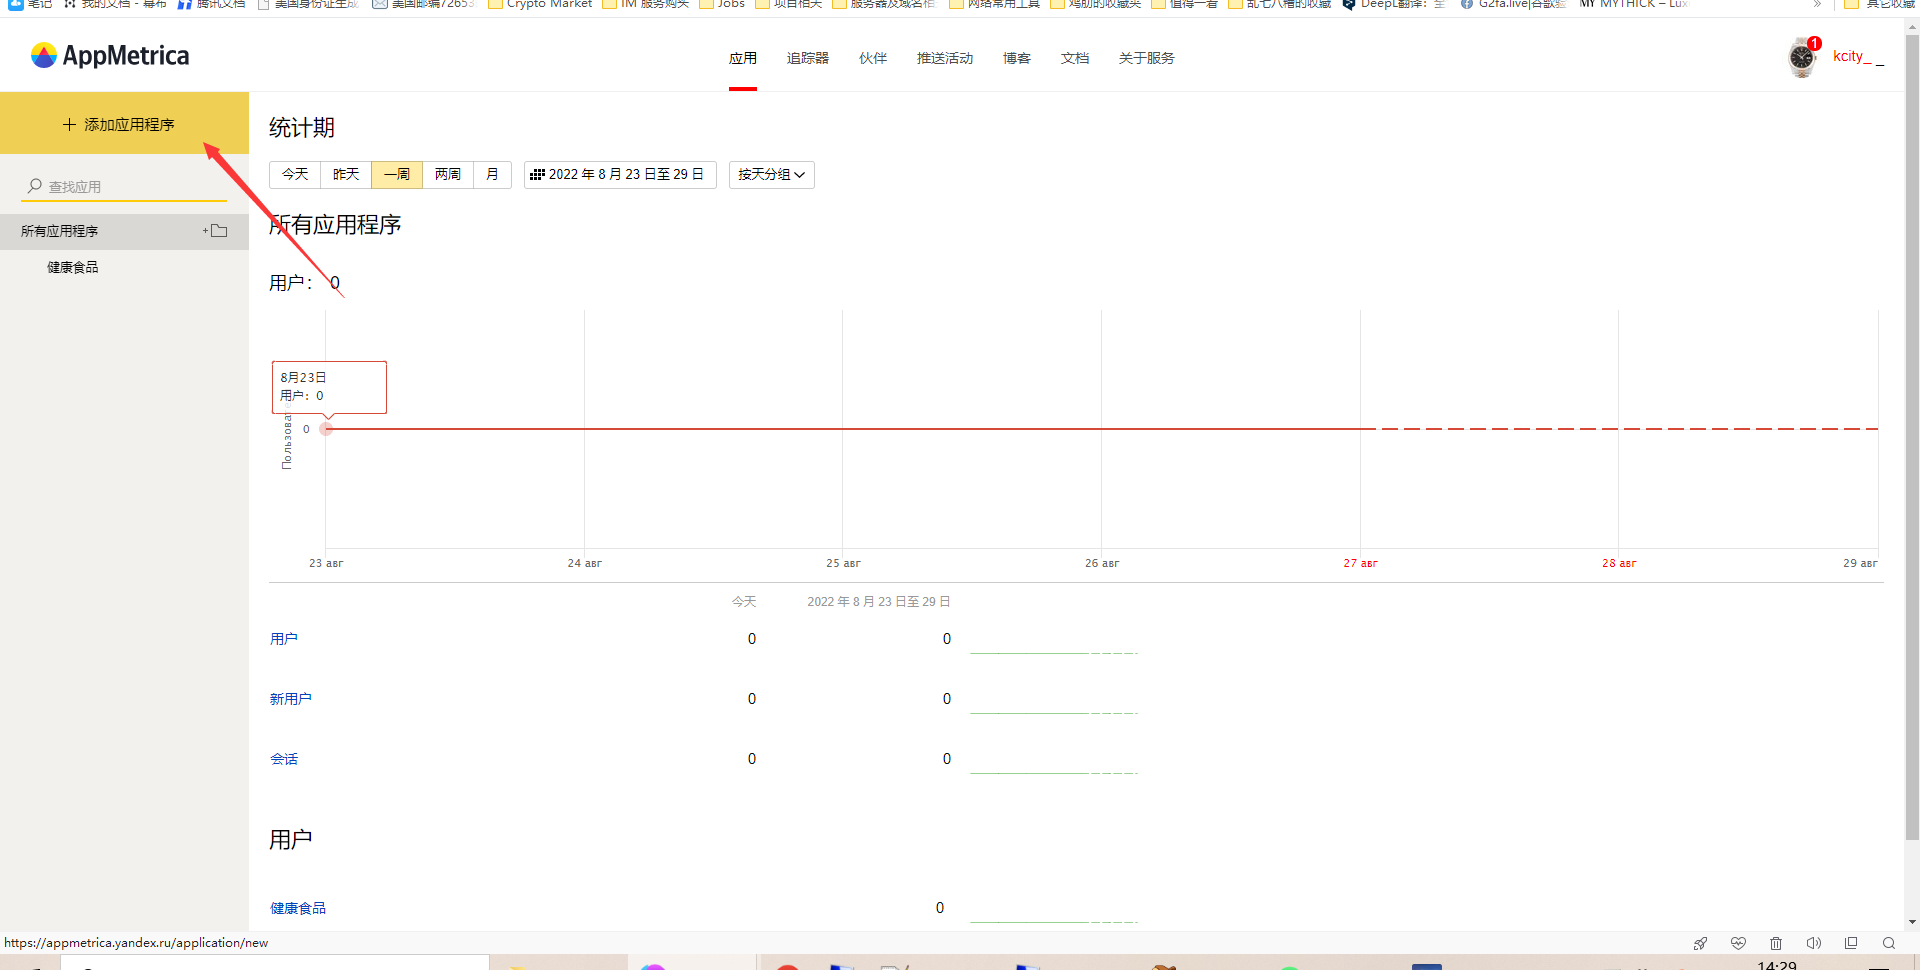 笔记 我的文档 - 幕布 腾讯文档 美国身份证生成 美国邮编7265 Crypto Market IM 服务购买 Jobs 项目相关 服务器及域名相 网络常用工具 鸡肋的收藏夹 值得一看 乱七八糟的收藏 DeepL翻译：全 G2fa.live|谷歌验 MY MYTHICK – Lux » 其它收藏
AppMetrica
应用 追踪器 伙伴 推送活动 博客 文档 关于服务
1
kcity_ _
+ 添加应用程序
查找应用
所有应用程序
健康食品
统计期
今天 昨天 一周 两周 月 2022 年 8 月 23 日至 29 日 按天分组
所有应用程序
用户： 0
8月23日
用户：0
0
23 авг 24 авг 25 авг 26 авг 27 авг 28 авг 29 авг
今天 2022 年 8 月 23 日至 29 日
用户 0 0
新用户 0 0
会话 0 0
用户
健康食品 0
https://appmetrica.yandex.ru/application/new
14:29